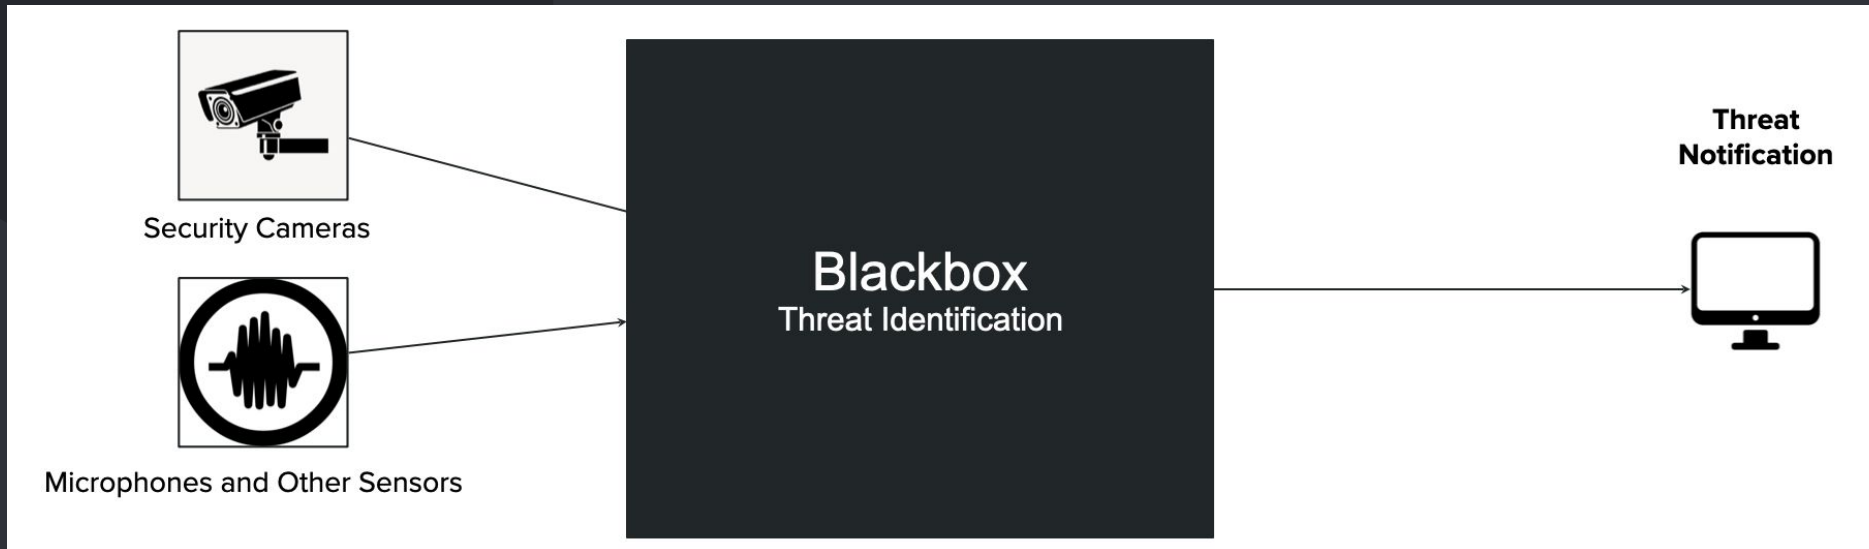 Security Cameras
Microphones and Other Sensors
Blackbox
Threat Identification
Threat
Notification